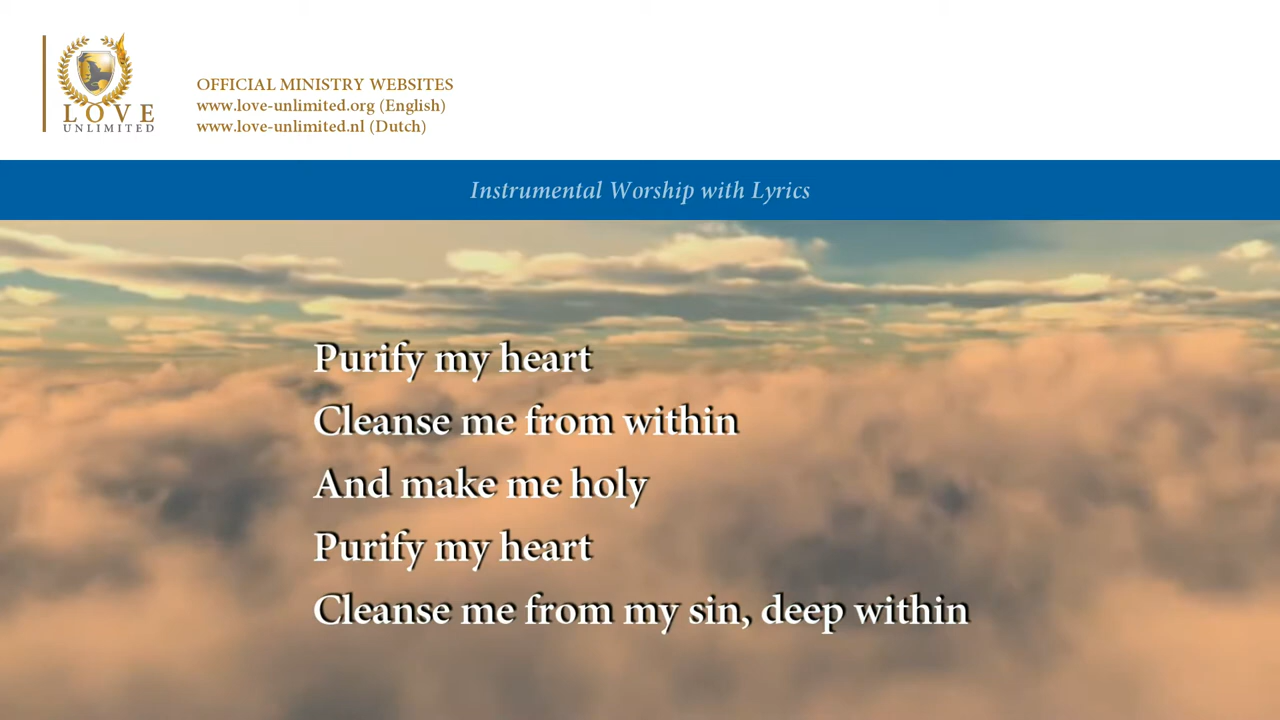 LOVE
UNLIMITED
OFFICIAL MINISTRY WEBSITES
www.love-unlimited.org (English)
www.love-unlimited.nl (Dutch)
Instrumental Worship with Lyrics
Purify my heart
Cleanse me from within
And make me holy
Purify my heart
Cleanse me from my sin, deep within